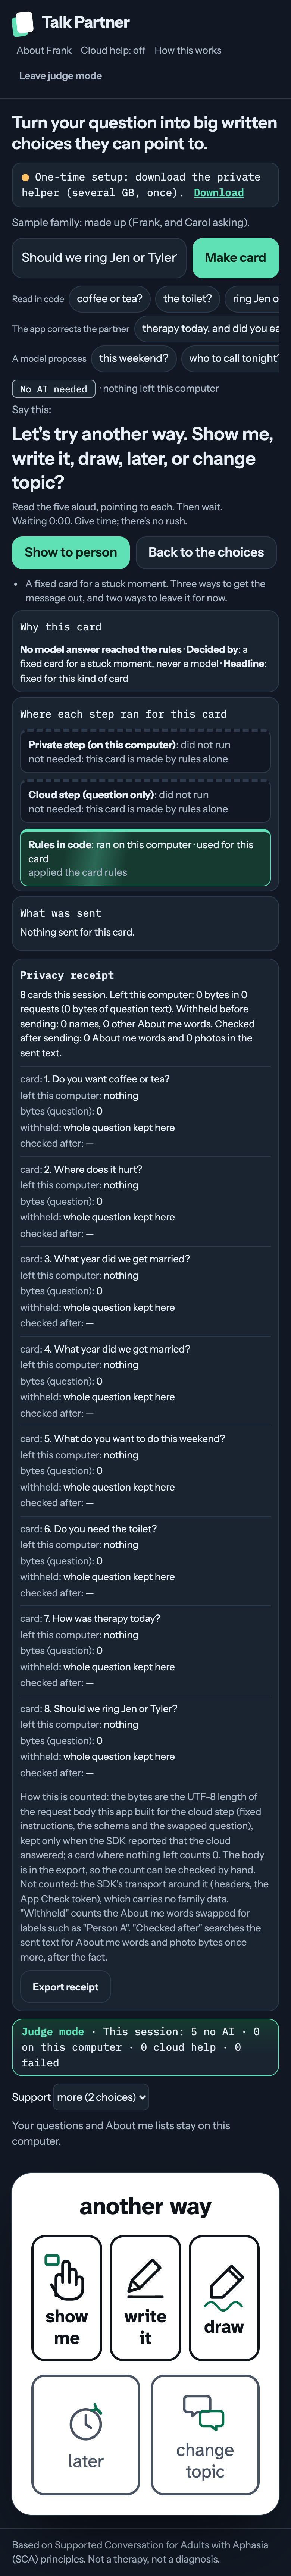 Talk Partner
About Frank Cloud help: off How this works
Leave judge mode
Turn your question into big written
choices they can point to.
One-time setup: download the private
helper (several GB, once). Download
Sample family: made up (Frank, and Carol asking).
Should we ring Jen or Tyler
Make card
Read in code coffee or tea? the toilet? ring Jen o
The app corrects the partner therapy today, and did you ea
A model proposes this weekend? who to call tonight?
No AI needed · nothing left this computer
Say this:
Let's try another way. Show me,
write it, draw, later, or change
topic?
Read the five aloud, pointing to each. Then wait.
Waiting 0:00. Give time; there's no rush.
Show to person Back to the choices
• A fixed card for a stuck moment. Three ways to get the
message out, and two ways to leave it for now.
Why this card
No model answer reached the rules · Decided by: a
fixed card for a stuck moment, never a model · Headline:
fixed for this kind of card
Where each step ran for this card
Private step (on this computer): did not run
not needed: this card is made by rules alone
Cloud step (question only): did not run
not needed: this card is made by rules alone
Rules in code: ran on this computer · used for this
card
applied the card rules
What was sent
Nothing sent for this card.
Privacy receipt
8 cards this session. Left this computer: 0 bytes in 0
requests (0 bytes of question text). Withheld before
sending: 0 names, 0 other About me words. Checked
after sending: 0 About me words and 0 photos in the
sent text.
card: 1. Do you want coffee or tea?
left this computer: nothing
bytes (question): 0
withheld: whole question kept here
checked after: —
card: 2. Where does it hurt?
left this computer: nothing
bytes (question): 0
withheld: whole question kept here
checked after: —
card: 3. What year did we get married?
left this computer: nothing
bytes (question): 0
withheld: whole question kept here
checked after: —
card: 4. What year did we get married?
left this computer: nothing
bytes (question): 0
withheld: whole question kept here
checked after: —
card: 5. What do you want to do this weekend?
left this computer: nothing
bytes (question): 0
withheld: whole question kept here
checked after: —
card: 6. Do you need the toilet?
left this computer: nothing
bytes (question): 0
withheld: whole question kept here
checked after: —
card: 7. How was therapy today?
left this computer: nothing
bytes (question): 0
withheld: whole question kept here
checked after: —
card: 8. Should we ring Jen or Tyler?
left this computer: nothing
bytes (question): 0
withheld: whole question kept here
checked after: —
How this is counted: the bytes are the UTF-8 length of
the request body this app built for the cloud step (fixed
instructions, the schema and the swapped question),
kept only when the SDK reported that the cloud
answered; a card where nothing left counts 0. The body
is in the export, so the count can be checked by hand.
Not counted: the SDK's transport around it (headers, the
App Check token), which carries no family data.
"Withheld" counts the About me words swapped for
labels such as "Person A". "Checked after" searches the
sent text for About me words and photo bytes once
more, after the fact.
Export receipt
Judge mode · This session: 5 no AI · 0
on this computer · 0 cloud help · 0
failed
Support more (2 choices)
Your questions and About me lists stay on this
computer.
another way
show
me
write
it
draw
later
change
topic
Based on Supported Conversation for Adults with Aphasia
(SCA) principles. Not a therapy, not a diagnosis.